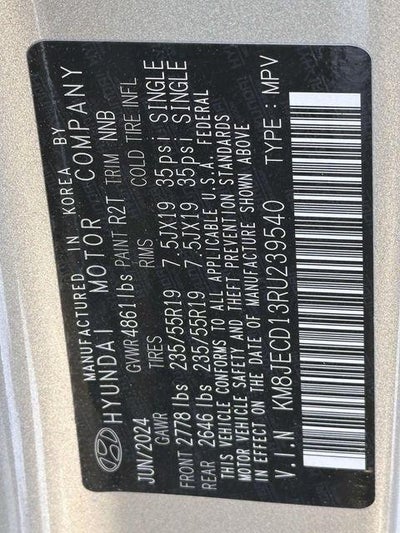 MANUFACTURED IN KOREA BY
HYUNDAI MOTOR COMPANY
JUN/2024 GVWR 4861 lbs PAINT R2T TRIM NNB
GAWR TIRES RIMS COLD TIRE INFL
FRONT 2778 lbs 235/55R19 7.5JX19 35psi SINGLE
REAR 2646 lbs 235/55R19 7.5JX19 35psi SINGLE
THIS VEHICLE CONFORMS TO ALL APPLICABLE U.S.A. FEDERAL
MOTOR VEHICLE SAFETY AND THEFT PREVENTION STANDARDS
IN EFFECT ON THE DATE OF MANUFACTURE SHOWN ABOVE
V.I.N KM8JECD13RU239540 TYPE : MPV